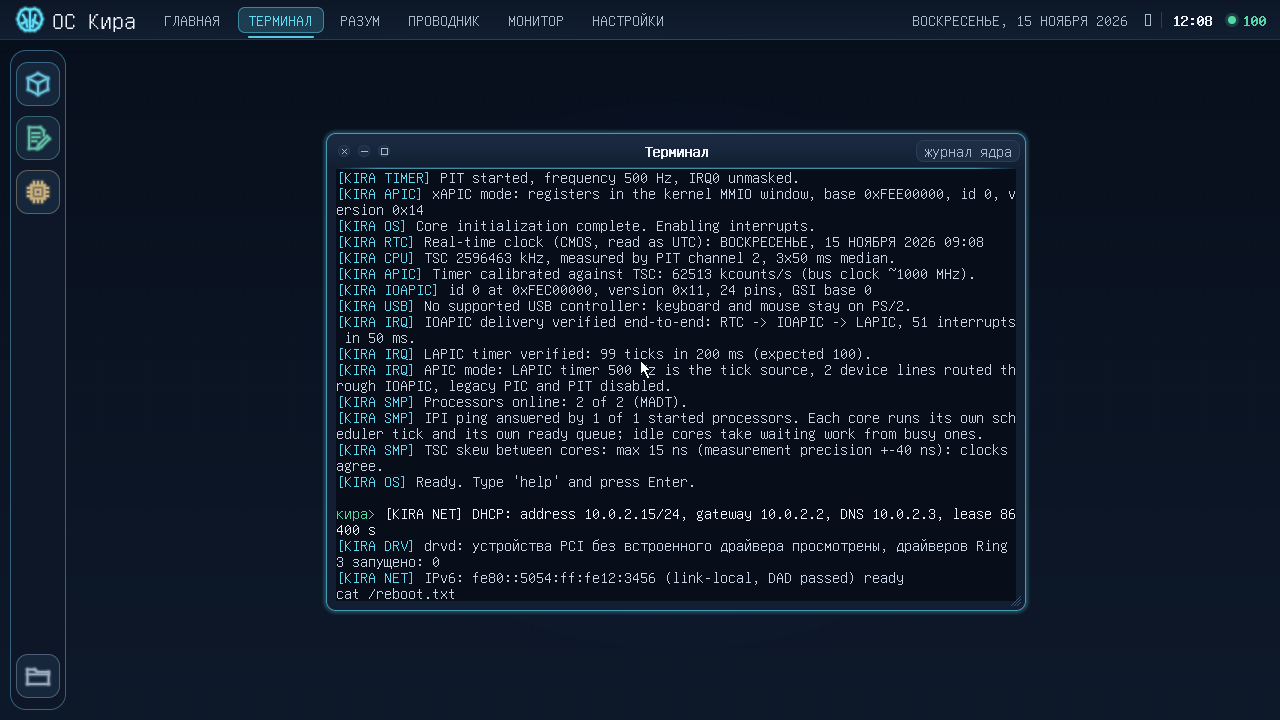 ОС Кира
ГЛАВНАЯ
ТЕРМИНАЛ
РАЗУМ
ПРОВОДНИК
МОНИТОР
НАСТРОЙКИ
ВОСКРЕСЕНЬЕ, 15 НОЯБРЯ 2026
12:08
100
Терминал
журнал ядра
[KIRA TIMER] PIT started, frequency 500 Hz, IRQ0 unmasked.
[KIRA APIC] xAPIC mode: registers in the kernel MMIO window, base 0xFEE00000, id 0, v
ersion 0x14
[KIRA OS] Core initialization complete. Enabling interrupts.
[KIRA RTC] Real-time clock (CMOS, read as UTC): ВОСКРЕСЕНЬЕ, 15 НОЯБРЯ 2026 09:08
[KIRA CPU] TSC 2596463 kHz, measured by PIT channel 2, 3x50 ms median.
[KIRA APIC] Timer calibrated against TSC: 62513 kcounts/s (bus clock ~1000 MHz).
[KIRA IOAPIC] id 0 at 0xFEC00000, version 0x11, 24 pins, GSI base 0
[KIRA USB] No supported USB controller: keyboard and mouse stay on PS/2.
[KIRA IRQ] IOAPIC delivery verified end-to-end: RTC -> IOAPIC -> LAPIC, 51 interrupts
in 50 ms.
[KIRA IRQ] LAPIC timer verified: 99 ticks in 200 ms (expected 100).
[KIRA IRQ] APIC mode: LAPIC timer 500 Hz is the tick source, 2 device lines routed th
rough IOAPIC, legacy PIC and PIT disabled.
[KIRA SMP] Processors online: 2 of 2 (MADT).
[KIRA SMP] IPI ping answered by 1 of 1 started processors. Each core runs its own sch
eduler tick and its own ready queue; idle cores take waiting work from busy ones.
[KIRA SMP] TSC skew between cores: max 15 ns (measurement precision +-40 ns): clocks
agree.
[KIRA OS] Ready. Type 'help' and press Enter.
кира> [KIRA NET] DHCP: address 10.0.2.15/24, gateway 10.0.2.2, DNS 10.0.2.3, lease 86
400 s
[KIRA DRV] drvd: устройства PCI без встроенного драйвера просмотрены, драйверов Ring
3 запущено: 0
[KIRA NET] IPv6: fe80::5054:ff:fe12:3456 (link-local, DAD passed) ready
cat /reboot.txt